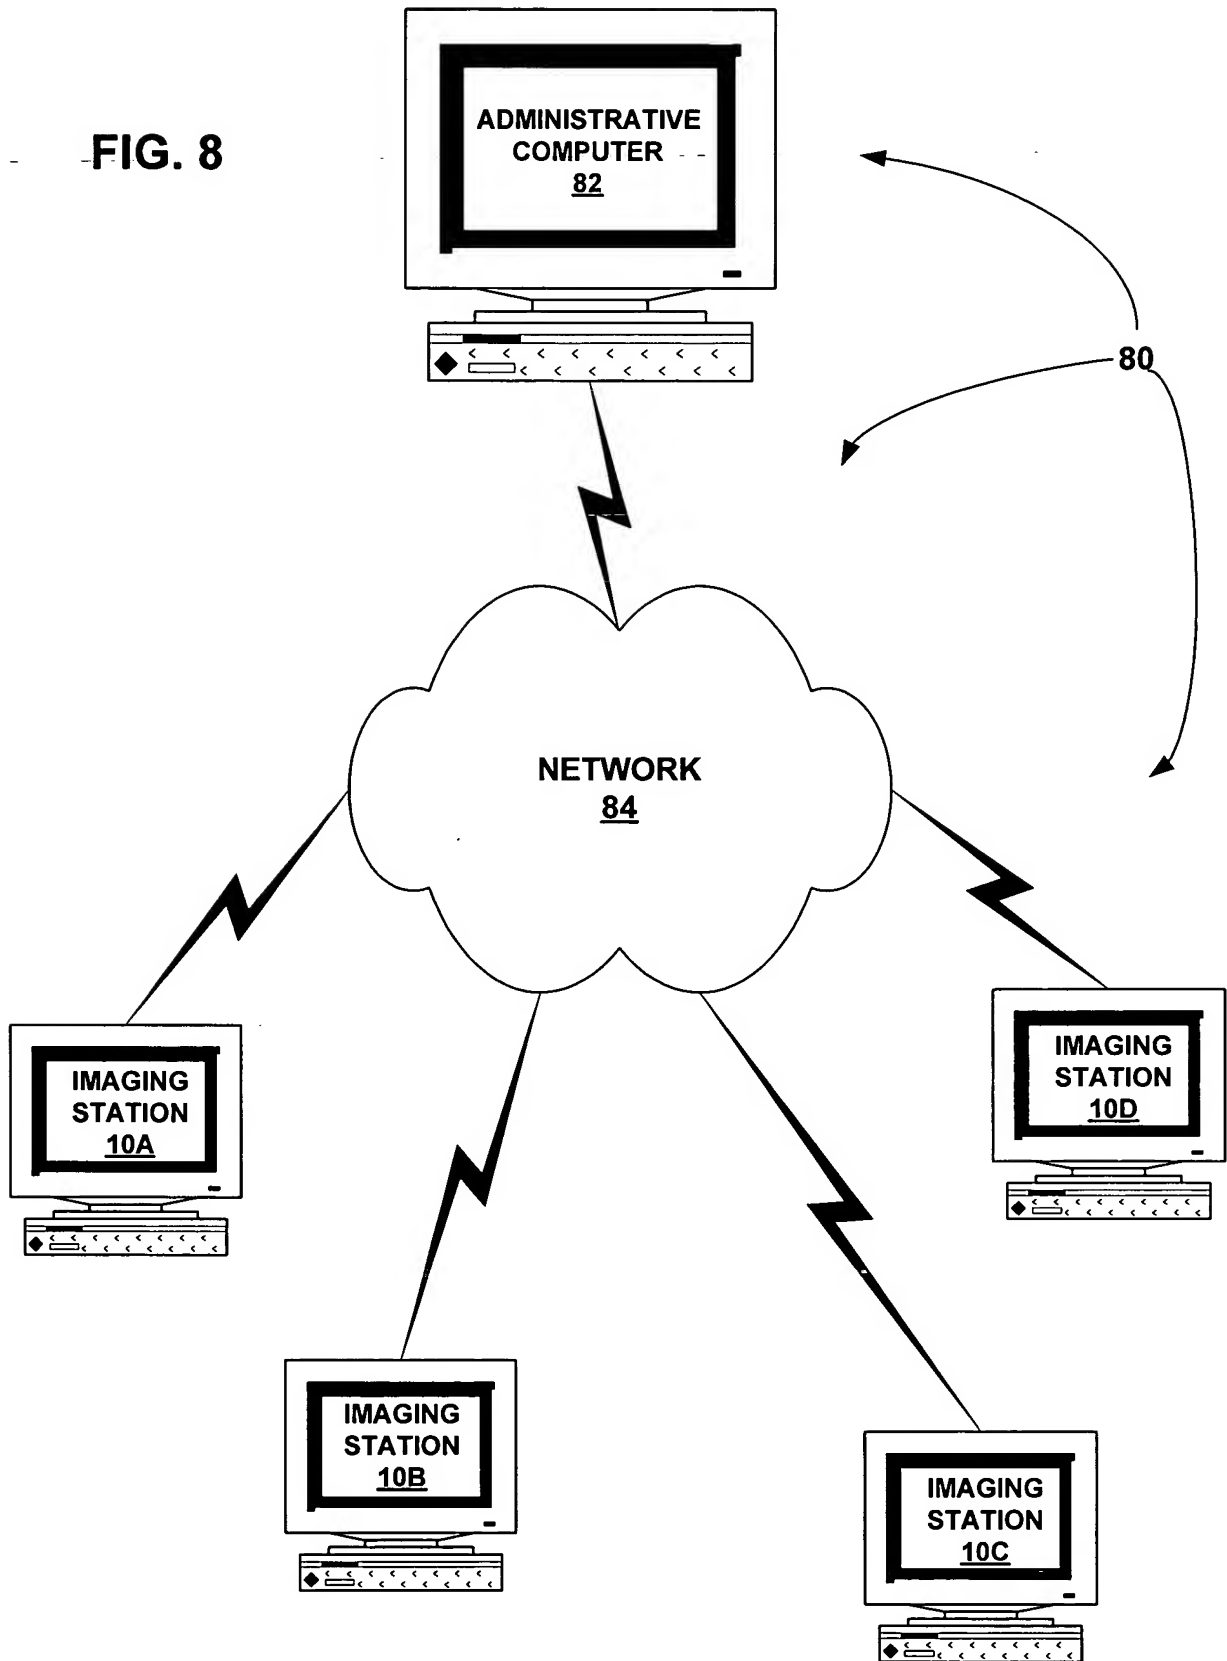 FIG. 8
ADMINISTRATIVE
COMPUTER
82
80
NETWORK
84
IMAGING
STATION
10A
IMAGING
STATION
10D
IMAGING
STATION
10B
IMAGING
STATION
10C